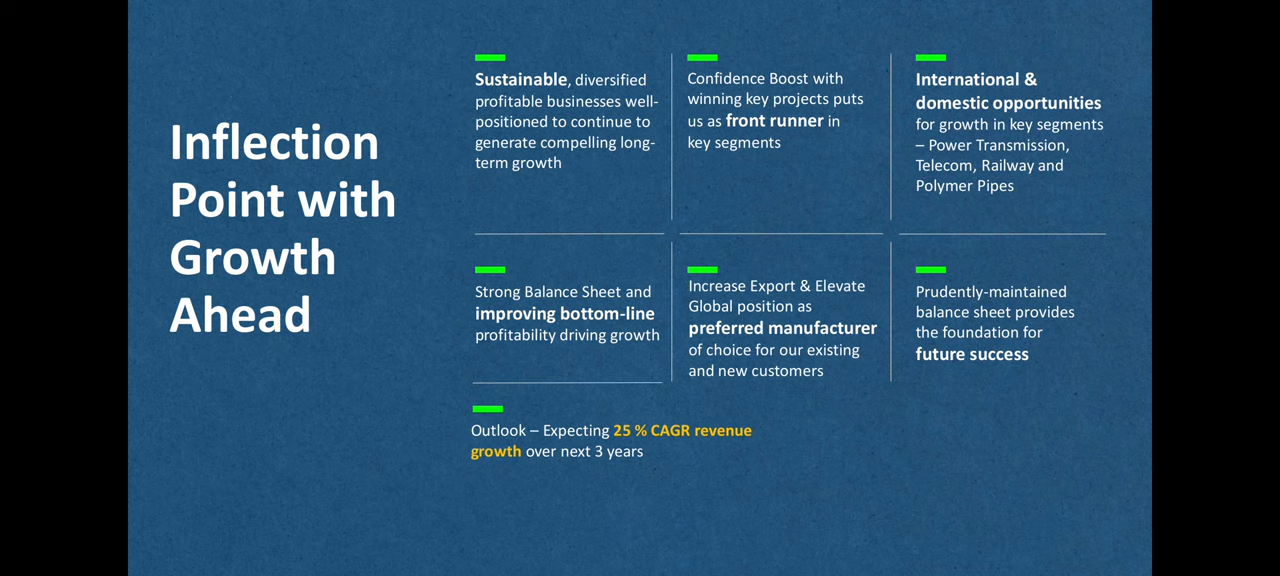 Inflection
Point with
Growth
Ahead
Sustainable, diversified
profitable businesses well-
positioned to continue to
generate compelling long-
term growth
Confidence Boost with
winning key projects puts
us as front runner in
key segments
International &
domestic opportunities
for growth in key segments
– Power Transmission,
Telecom, Railway and
Polymer Pipes
Strong Balance Sheet and
improving bottom-line
profitability driving growth
Increase Export & Elevate
Global position as
preferred manufacturer
of choice for our existing
and new customers
Prudently-maintained
balance sheet provides
the foundation for
future success
Outlook – Expecting 25 % CAGR revenue
growth over next 3 years